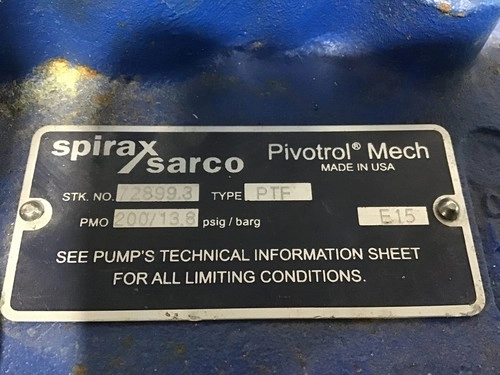 spirax sarco
Pivotrol® Mech
MADE IN USA
STK. NO. 72899.3 TYPE PTF
PMO 200/13.8 psig / barg E15
SEE PUMP'S TECHNICAL INFORMATION SHEET
FOR ALL LIMITING CONDITIONS.